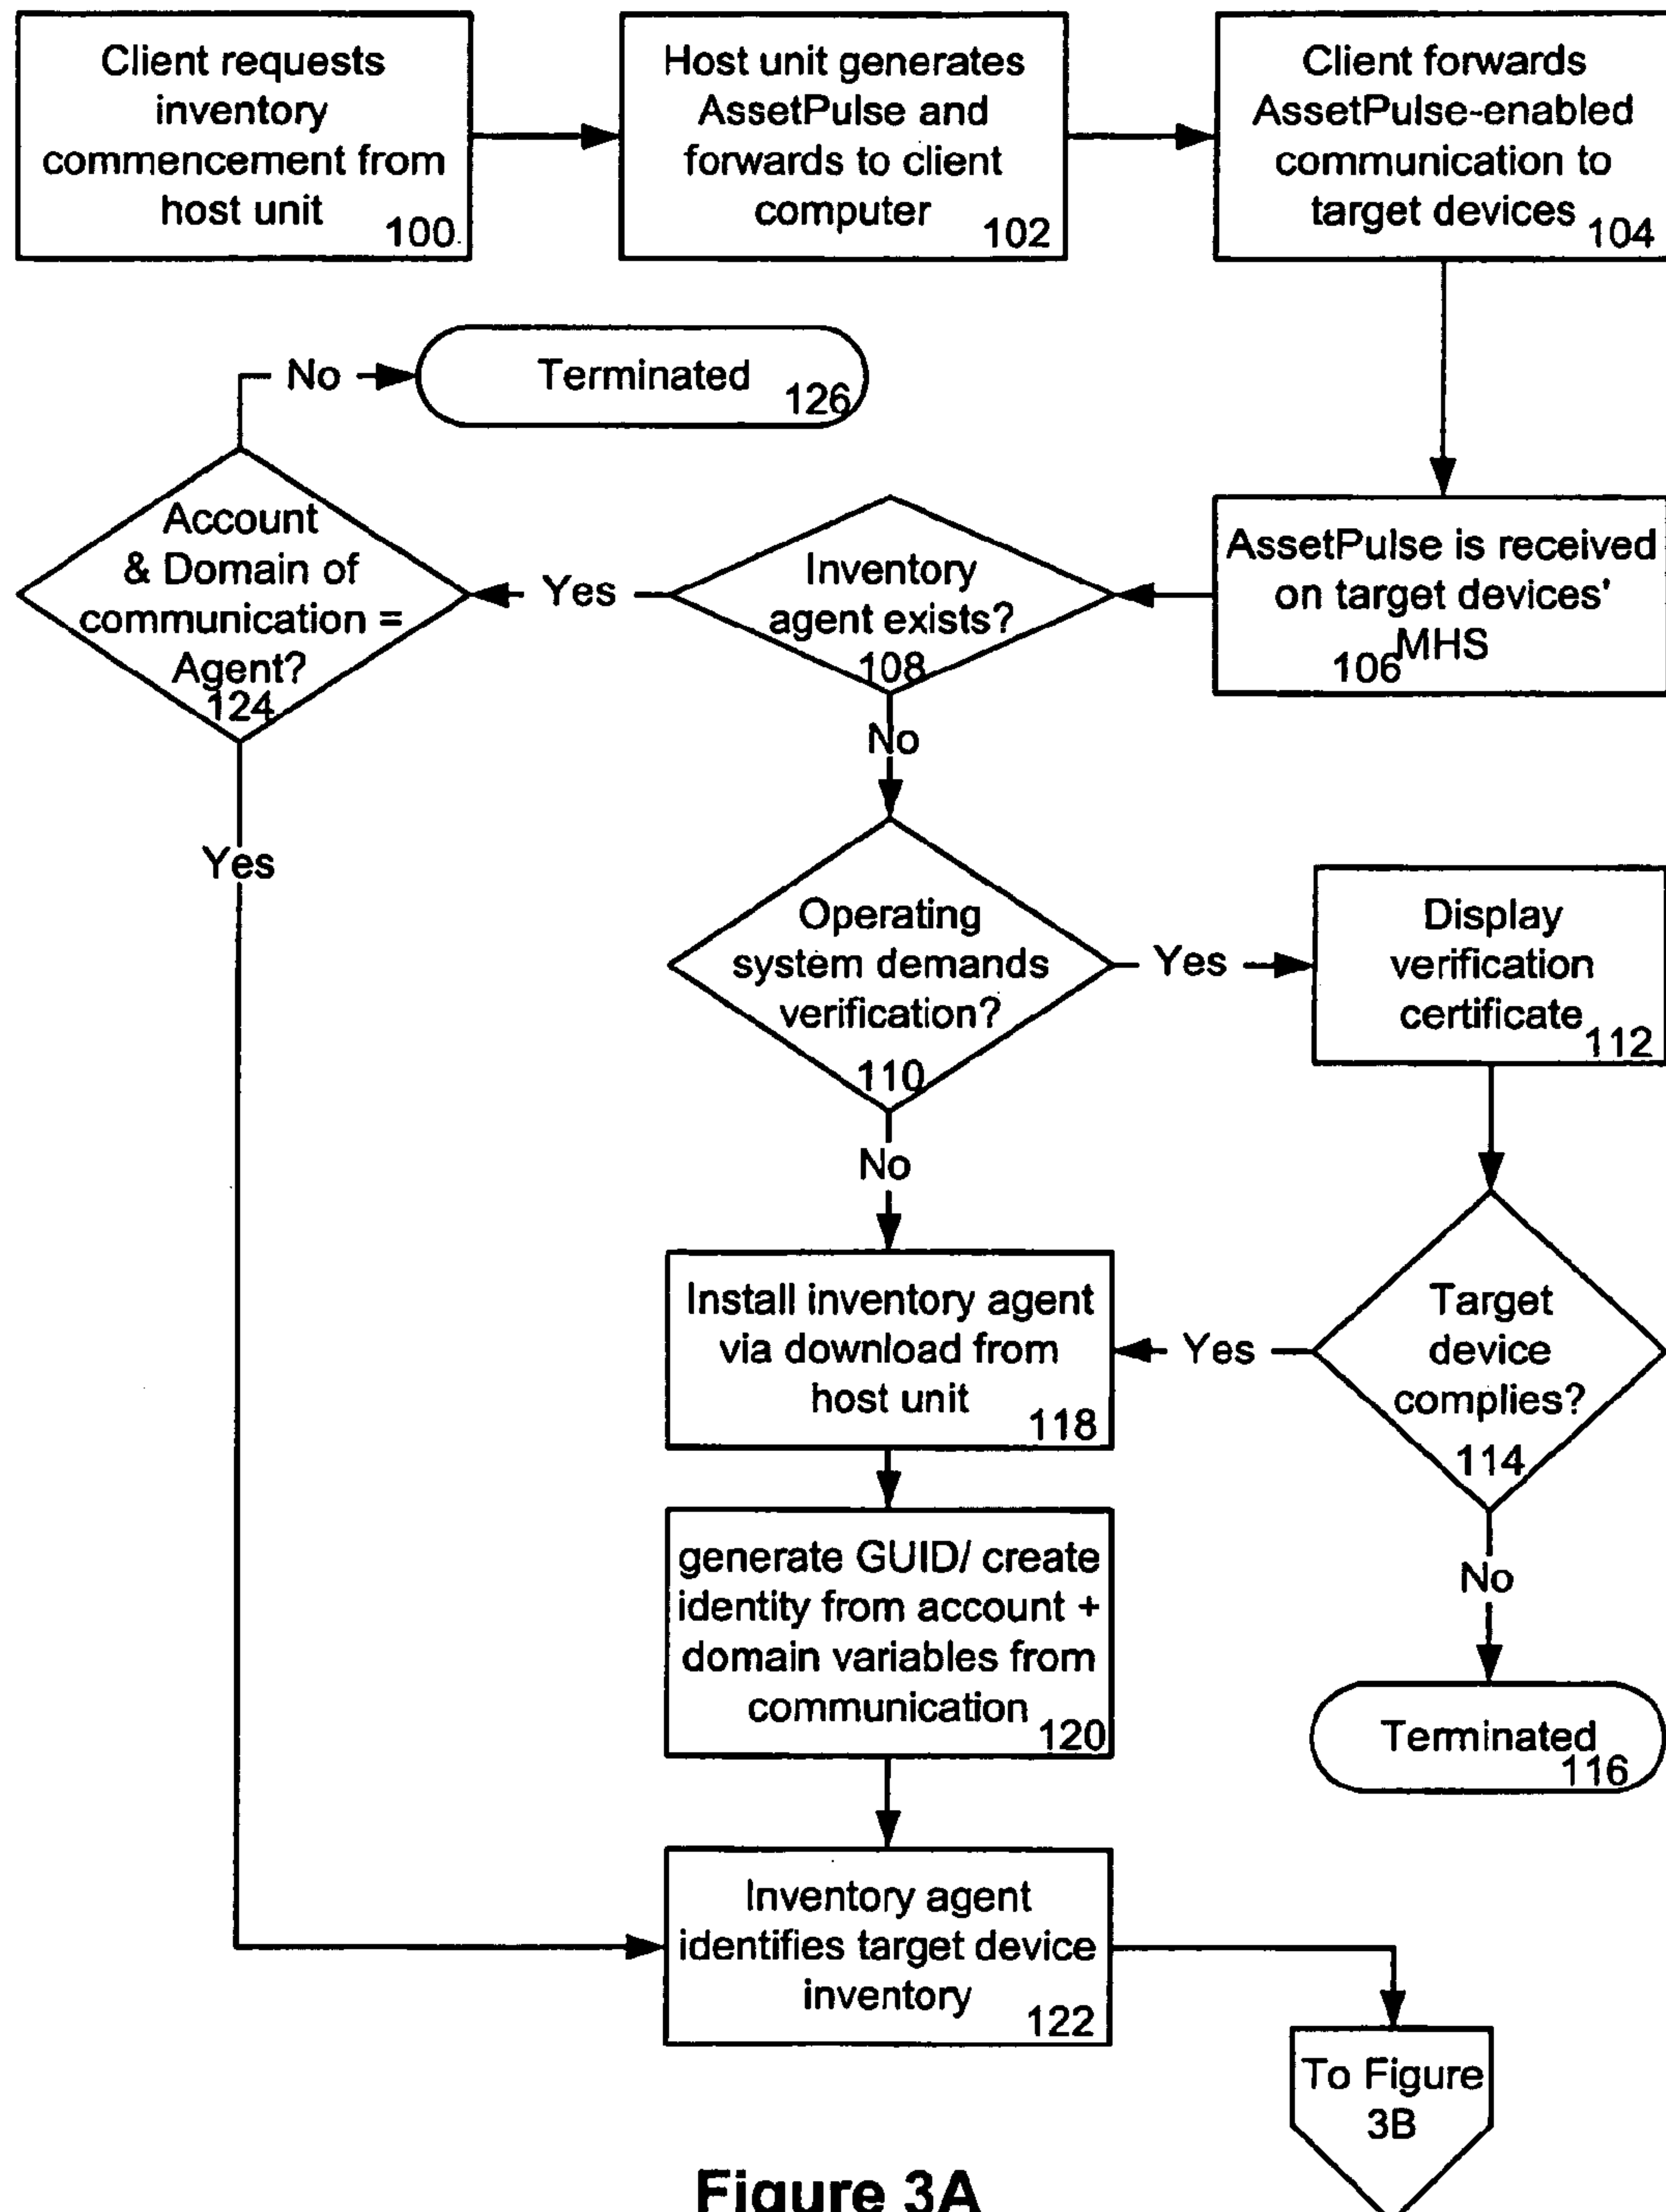 Client requests
inventory
commencement from
host unit
100
Host unit generates
AssetPulse and
forwards to client
computer
102
Client forwards
AssetPulse-enabled
communication to
target devices
104
No
Terminated
126
Account
& Domain of
communication =
Agent?
124
Yes
Inventory
agent exists?
108
AssetPulse is received
on target devices'
MHS
106
No
Yes
Operating
system demands
verification?
110
Yes
Display
verification
certificate
112
No
Install inventory agent
via download from
host unit
118
Yes
Target
device
complies?
114
generate GUID/ create
identity from account +
domain variables from
communication
120
No
Terminated
116
Inventory agent
identifies target device
inventory
122
To Figure
3B
Figure 3A